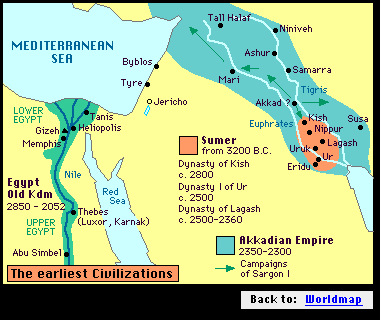 Tall Halaf
Niniveh
MEDITERRANEAN
SEA
Ashur
Byblos
Samarra
Mari
Tyre
Tigris
Jericho
Akkad ?
LOWER
EGYPT
Tanis
Euphrates
Susa
Kish
Heliopolis
Gizeh
Nippur
Memphis
Sumer
from 3200 B.C.
Lagash
Uruk
Ur
Eridu
Dynasty of Kish
c. 2800
Nile
Egypt
Old Kdm
2850 - 2052
Red
Sea
Dynasty I of Ur
c. 2500
Dynasty of Lagash
c. 2500-2360
Thebes
(Luxor, Karnak)
UPPER
EGYPT
Akkadian Empire
2350-2300
Abu Simbel
Campaigns
of Sargon I
The earliest Civilizations
Back to: Worldmap